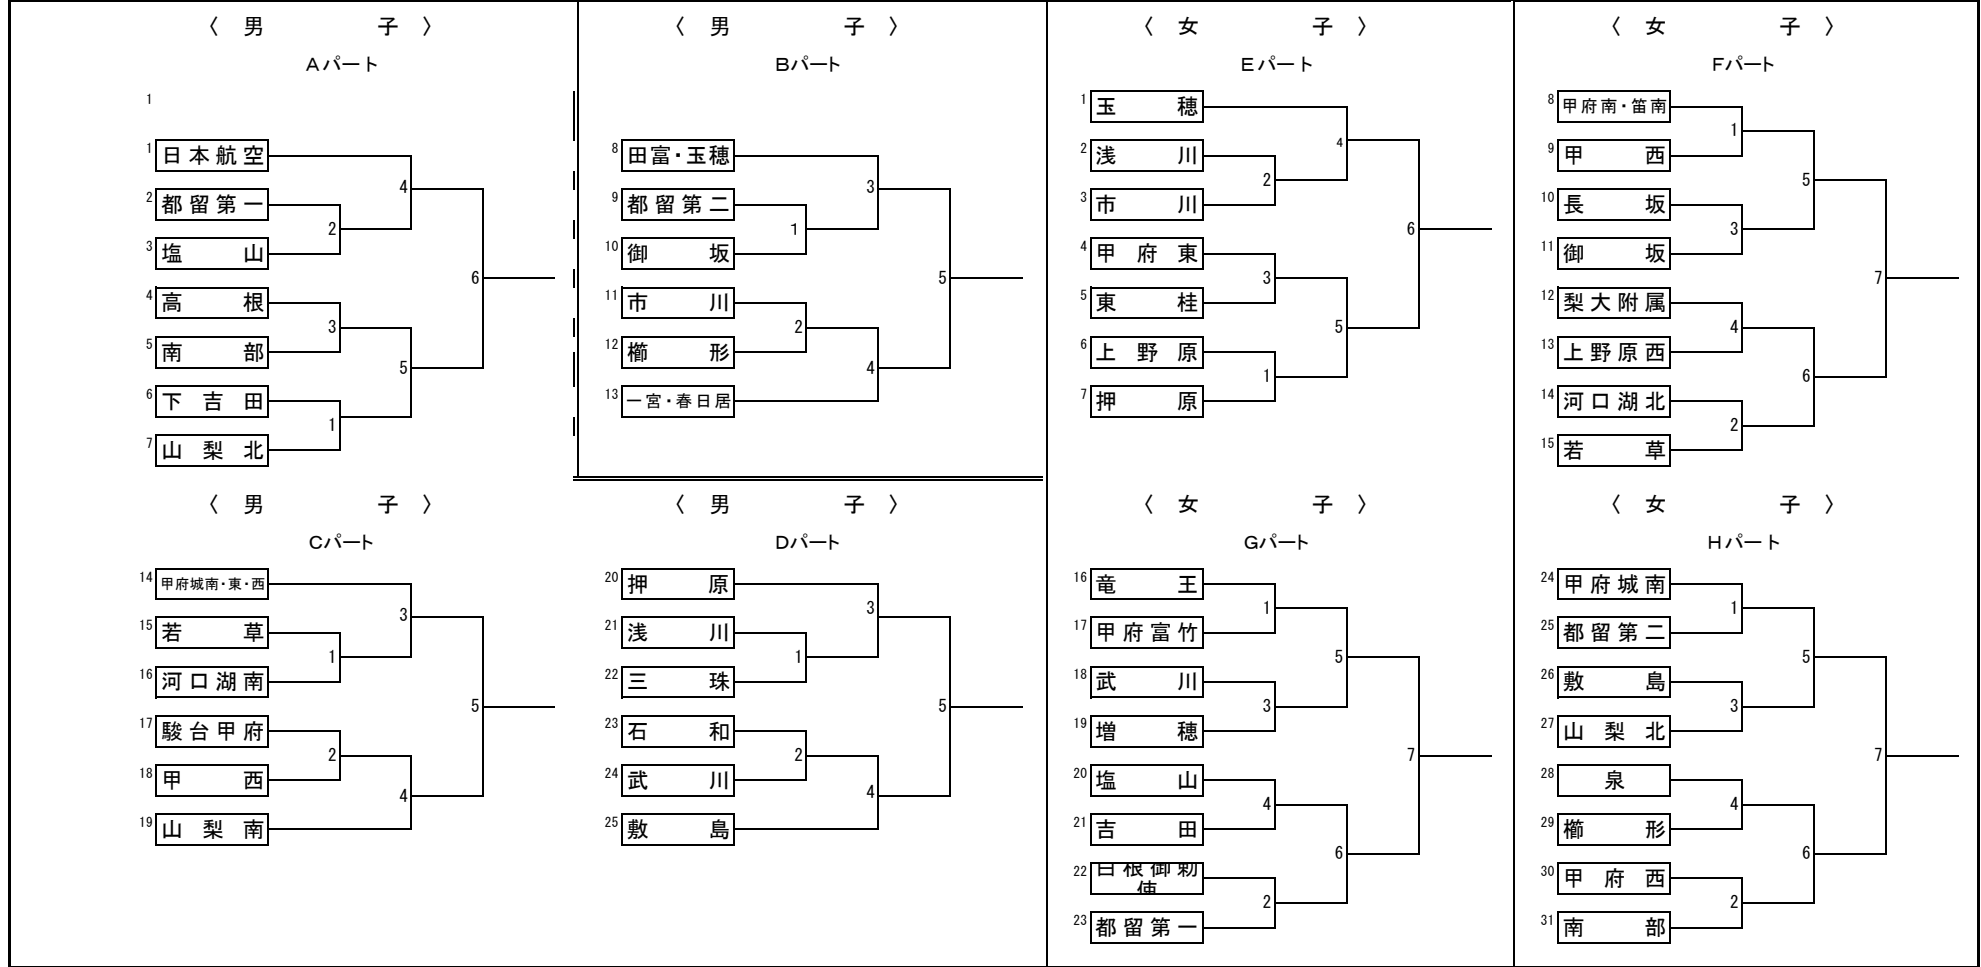 〈 男 子 〉
Aパート
1
1 日本航空
2 都留第一
3 塩山
4 高根
5 南部
6 下吉田
7 山梨北
4
2
3
1
5
6
〈 男 子 〉
Bパート
8 田富・玉穂
9 都留第二
10 御坂
11 市川
12 櫛形
13 一宮・春日居
3
1
2
4
5
〈 女 子 〉
Eパート
1 玉穂
2 浅川
3 市川
4 甲府東
5 東桂
6 上野原
7 押原
4
2
3
1
5
6
〈 女 子 〉
Fパート
8 甲府南・笛南
9 甲西
10 長坂
11 御坂
12 梨大附属
13 上野原西
14 河口湖北
15 若草
1
3
4
2
5
6
7
〈 男 子 〉
Cパート
14 甲府城南・東・西
15 若草
16 河口湖南
17 駿台甲府
18 甲西
19 山梨南
3
1
2
4
5
〈 男 子 〉
Dパート
20 押原
21 浅川
22 三珠
23 石和
24 武川
25 敷島
3
1
2
4
5
〈 女 子 〉
Gパート
16 竜王
17 甲府富竹
18 武川
19 増穂
20 塩山
21 吉田
22 白根御勅使
23 都留第一
1
3
4
2
5
6
7
〈 女 子 〉
Hパート
24 甲府城南
25 都留第二
26 敷島
27 山梨北
28 泉
29 櫛形
30 甲府西
31 南部
1
3
4
2
5
6
7